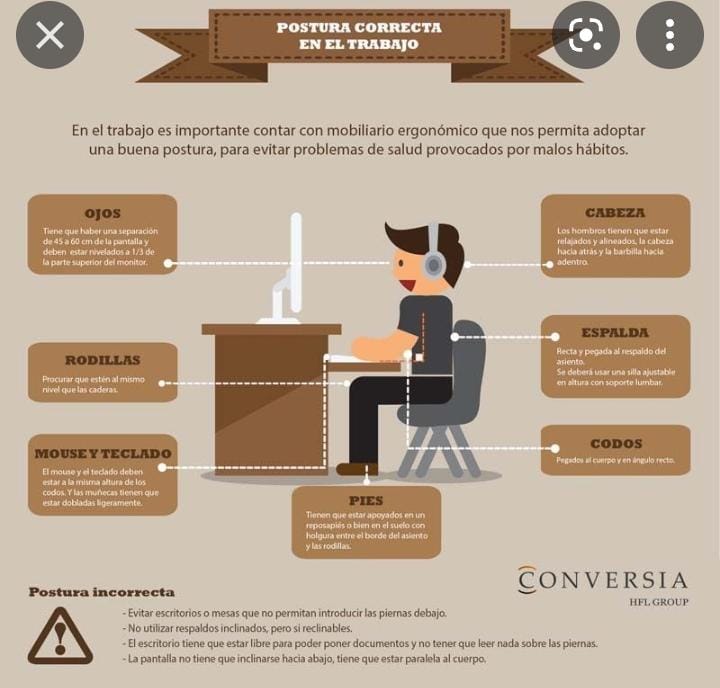 POSTURA CORRECTA
EN EL TRABAJO
En el trabajo es importante contar con mobiliario ergonómico que nos permita adoptar
una buena postura, para evitar problemas de salud provocados por malos hábitos.
OJOS
Tiene que haber una separación
de 45 a 60 cm de la pantalla y
deben estar nivelados a 1/3 de
la parte superior del monitor.
CABEZA
Los hombros tienen que estar
relajados y alineados, la cabeza
hacia atrás y la barbilla hacia
adentro.
RODILLAS
Procurar que estén al mismo
nivel que las caderas.
ESPALDA
Recta y pegada al respaldo del
asiento.
Se deberá usar una silla ajustable
en altura con soporte lumbar.
MOUSE Y TECLADO
El mouse y el teclado deben
estar a la misma altura de los
codos. Y las muñecas tienen que
estar dobladas ligeramente.
CODOS
Pegados al cuerpo y en ángulo recto.
PIES
Tienen que estar apoyados en un
reposapiés o bien en el suelo con
holgura entre el borde del asiento
y las rodillas.
CONVERSIA
HFL GROUP
Postura incorrecta
- Evitar escritorios o mesas que no permitan introducir las piernas debajo.
- No utilizar respaldos inclinados, pero si reclinables.
- El escritorio tiene que estar libre para poder poner documentos y no tener que leer nada sobre las piernas.
- La pantalla no tiene que inclinarse hacia abajo, tiene que estar paralela al cuerpo.